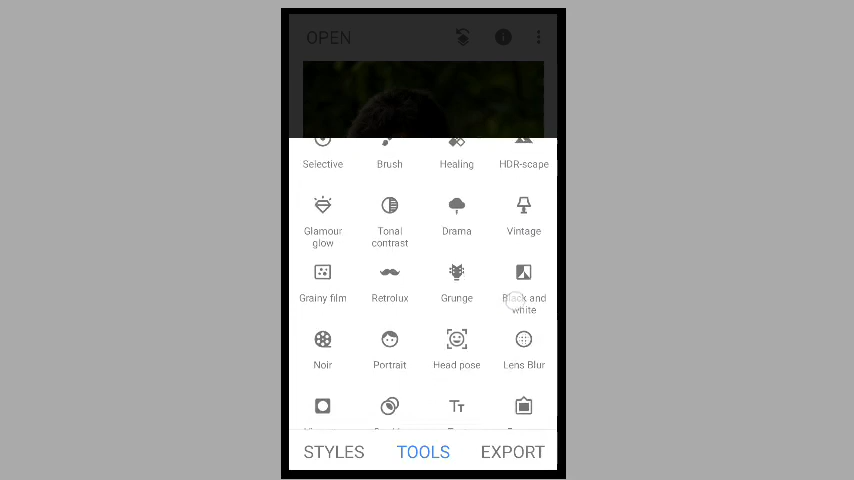 OPEN
Selective Brush Healing HDR-scape
Glamour glow Tonal contrast Drama Vintage
Grainy film Retrolux Grunge Black and white
Noir Portrait Head pose Lens Blur
Tт
STYLES TOOLS EXPORT